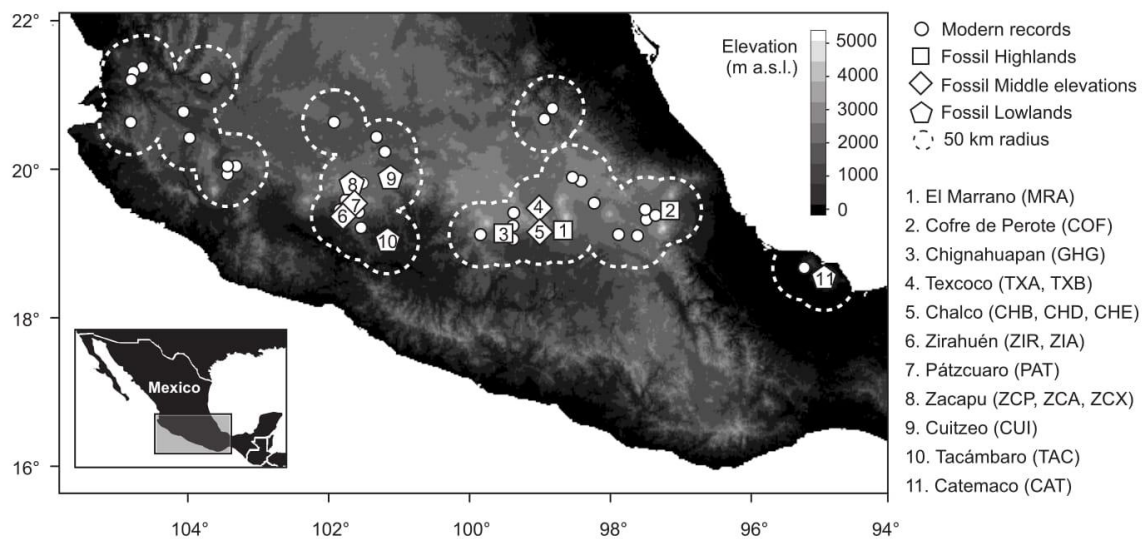 22°
20°
18°
16°
104°
102°
100°
98°
96°
94°
Elevation
(m a.s.l.)
5000
4000
3000
2000
1000
0
8
9
7
6
10
4
3
5
1
2
11
Mexico
Modern records
Fossil Highlands
Fossil Middle elevations
Fossil Lowlands
50 km radius
1. El Marrano (MRA)
2. Cofre de Perote (COF)
3. Chignahuapan (GHG)
4. Texcoco (TXA, TXB)
5. Chalco (CHB, CHD, CHE)
6. Zirahuén (ZIR, ZIA)
7. Pátzcuaro (PAT)
8. Zacapu (ZCP, ZCA, ZCX)
9. Cuitzeo (CUI)
10. Tacámbaro (TAC)
11. Catemaco (CAT)